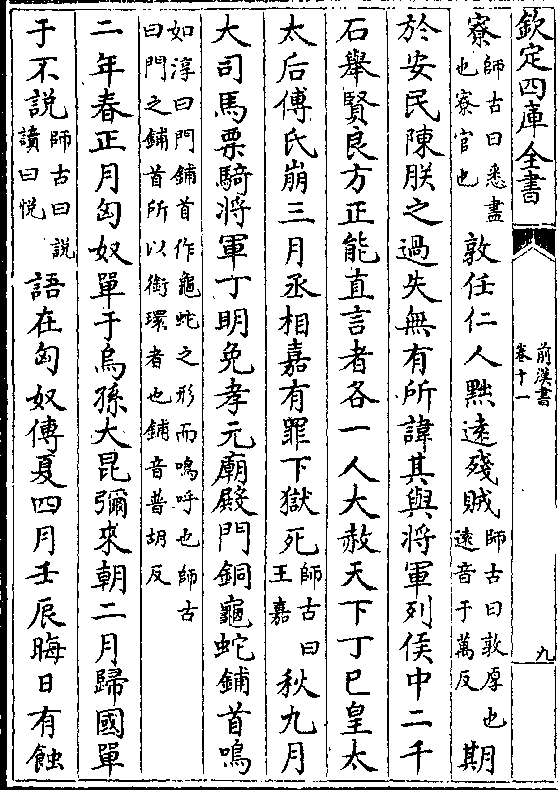 欽定四庫全書
前漢書
卷十一
九
寮師古曰悉盡也寮官也敦任仁人黜遠殘賊師古曰敦厚也遠音于萬反期
於安民陳朕之過失無有所諱其與將軍列侯中二千
石舉賢良方正能直言者各一人大赦天下丁巳皇太
太后傅氏崩三月丞相嘉有罪下獄死師古曰王嘉秋九月
大司馬票騎將軍丁明免孝元廟殿門銅龜蛇鋪首鳴
如淳曰門鋪首作龜蛇之形而鳴呼也師古曰門之鋪首所以銜環者也鋪音普胡反
二年春正月匈奴單于烏孫大昆彌來朝二月歸國單
于不說師古曰說讀曰悅語在匈奴傳夏四月壬辰晦日有蝕